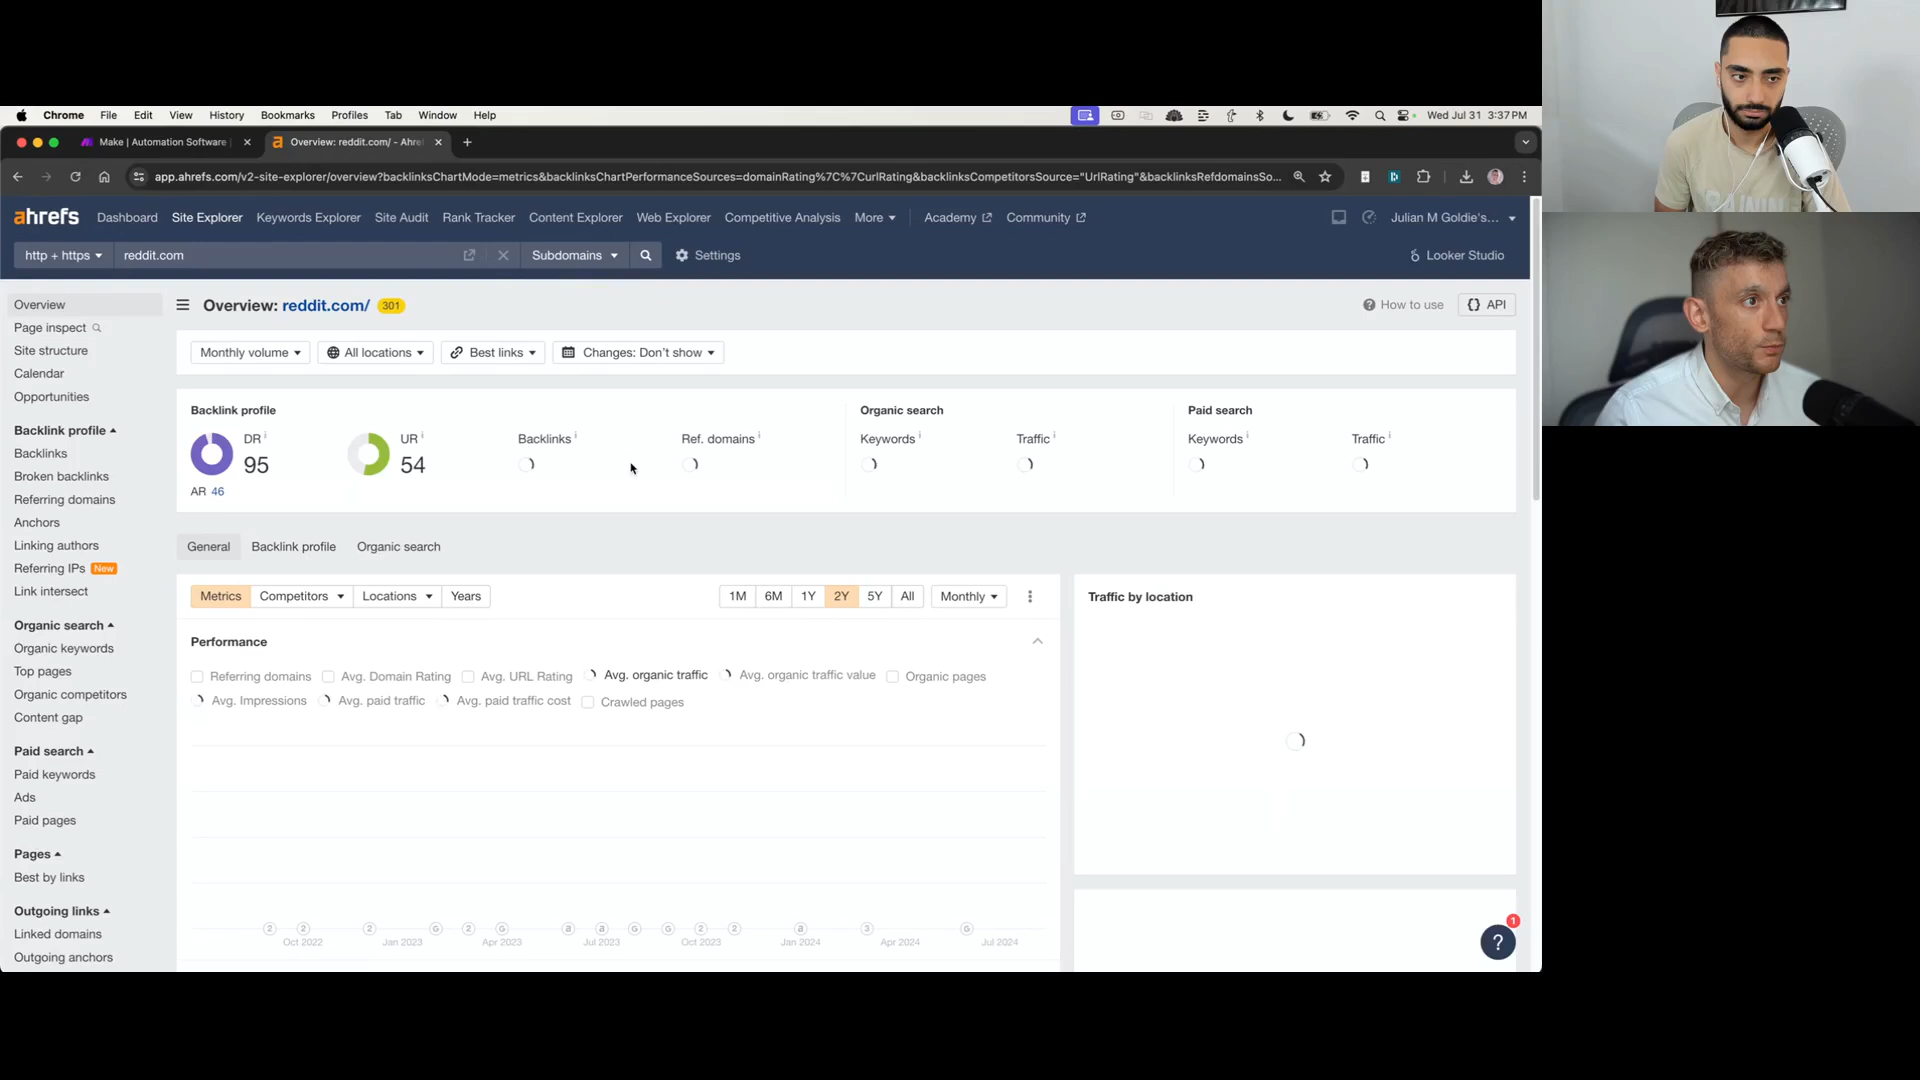 Chrome File Edit View History Bookmarks Profiles Tab Window Help Wed Jul 31 3:37 PM
Make | Automation Software Overview: reddit.com/ - Ahre
app.ahrefs.com/v2-site-explorer/overview?backlinksChartMode=metrics&backlinksChartPerformanceSources=domainRating%7C%7CurlRating&backlinksCompetitorsSource="UrlRating"&backlinksRefdomainsSo...
ahrefs Dashboard Site Explorer Keywords Explorer Site Audit Rank Tracker Content Explorer Web Explorer Competitive Analysis More Academy Community Julian M Goldie's...
http + https reddit.com Subdomains Settings Looker Studio
Overview
Page inspect
Site structure
Calendar
Opportunities
Backlink profile
Backlinks
Broken backlinks
Referring domains
Anchors
Linking authors
Referring IPs New
Link intersect
Organic search
Organic keywords
Top pages
Organic competitors
Content gap
Paid search
Paid keywords
Ads
Paid pages
Pages
Best by links
Outgoing links
Linked domains
Outgoing anchors
Overview: reddit.com/ 301 How to use {} API
Monthly volume All locations Best links Changes: Don't show
Backlink profile Organic search Paid search
DR UR Backlinks Ref. domains Keywords Traffic Keywords Traffic
95 54
AR 46
General Backlink profile Organic search
Metrics Competitors Locations Years 1M 6M 1Y 2Y 5Y All Monthly
Traffic by location
Performance
Referring domains Avg. Domain Rating Avg. URL Rating Avg. organic traffic Avg. organic traffic value Organic pages
Avg. Impressions Avg. paid traffic Avg. paid traffic cost Crawled pages
2 2 2 G 2 G a a G G 2 2 a 3 G
Oct 2022 Jan 2023 Apr 2023 Jul 2023 Oct 2023 Jan 2024 Apr 2024 Jul 2024
1
?